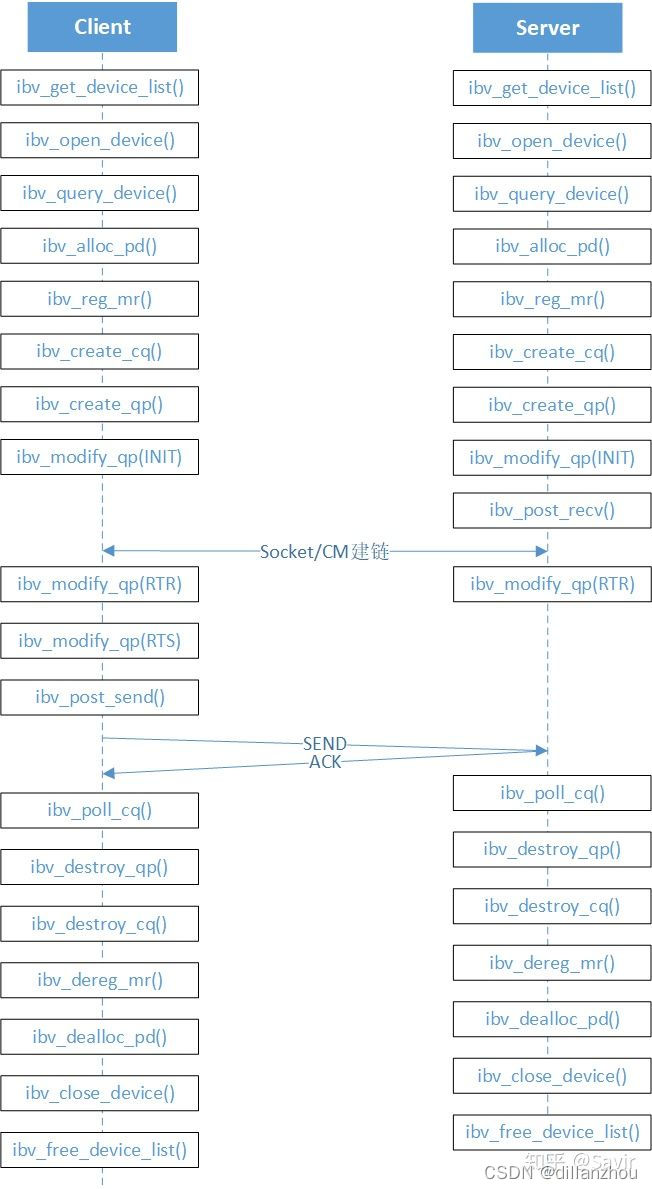 Client
Server
ibv_get_device_list()
ibv_get_device_list()
ibv_open_device()
ibv_open_device()
ibv_query_device()
ibv_query_device()
ibv_alloc_pd()
ibv_alloc_pd()
ibv_reg_mr()
ibv_reg_mr()
ibv_create_cq()
ibv_create_cq()
ibv_create_qp()
ibv_create_qp()
ibv_modify_qp(INIT)
ibv_modify_qp(INIT)
ibv_post_recv()
Socket/CM建链
ibv_modify_qp(RTR)
ibv_modify_qp(RTR)
ibv_modify_qp(RTS)
ibv_post_send()
SEND
ACK
ibv_poll_cq()
ibv_poll_cq()
ibv_destroy_qp()
ibv_destroy_qp()
ibv_destroy_cq()
ibv_destroy_cq()
ibv_dereg_mr()
ibv_dereg_mr()
ibv_dealloc_pd()
ibv_dealloc_pd()
ibv_close_device()
ibv_close_device()
ibv_free_device_list()
ibv_free_device_list()
知乎 @Savir
CSDN @dillanzhou